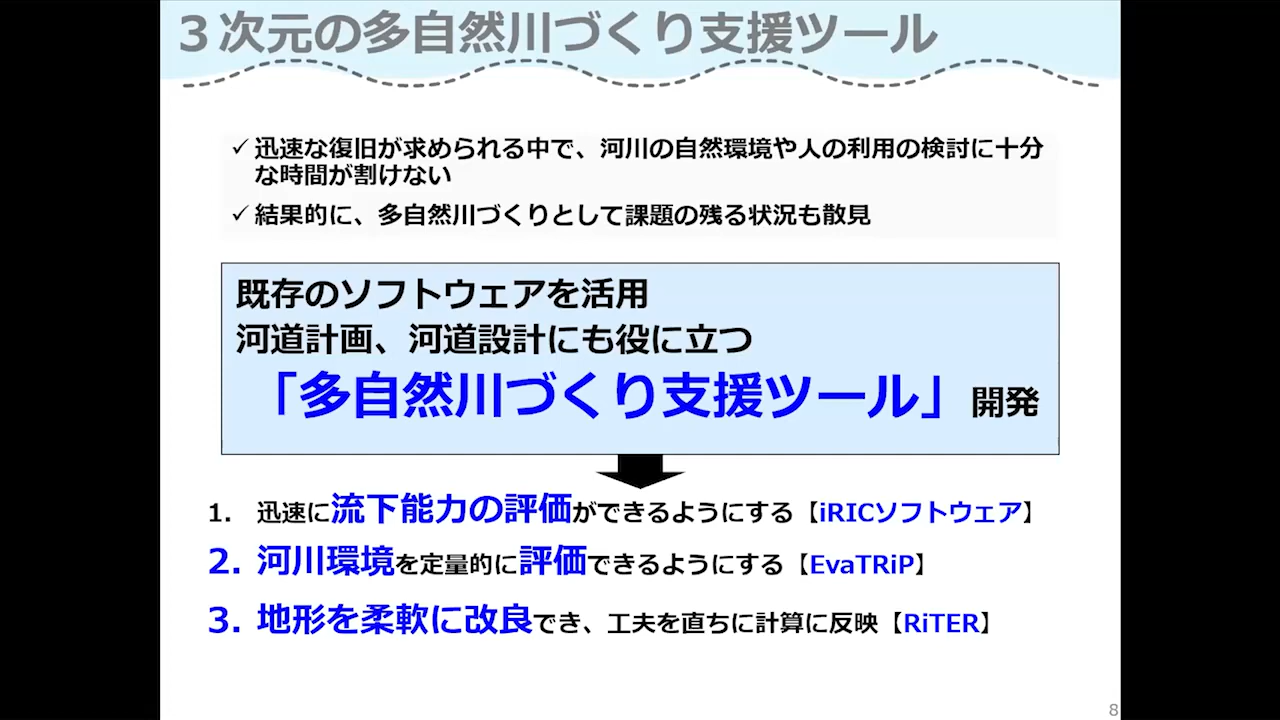 ３次元の多自然川づくり支援ツール
✓ 迅速な復旧が求められる中で、河川の自然環境や人の利用の検討に十分
な時間が割けない
✓ 結果的に、多自然川づくりとして課題の残る状況も散見
既存のソフトウェアを活用
河道計画、河道設計にも役に立つ
「多自然川づくり支援ツール」開発
1. 迅速に流下能力の評価ができるようにする【iRICソフトウェア】
2. 河川環境を定量的に評価できるようにする【EvaTRiP】
3. 地形を柔軟に改良でき、工夫を直ちに計算に反映【RiTER】
8